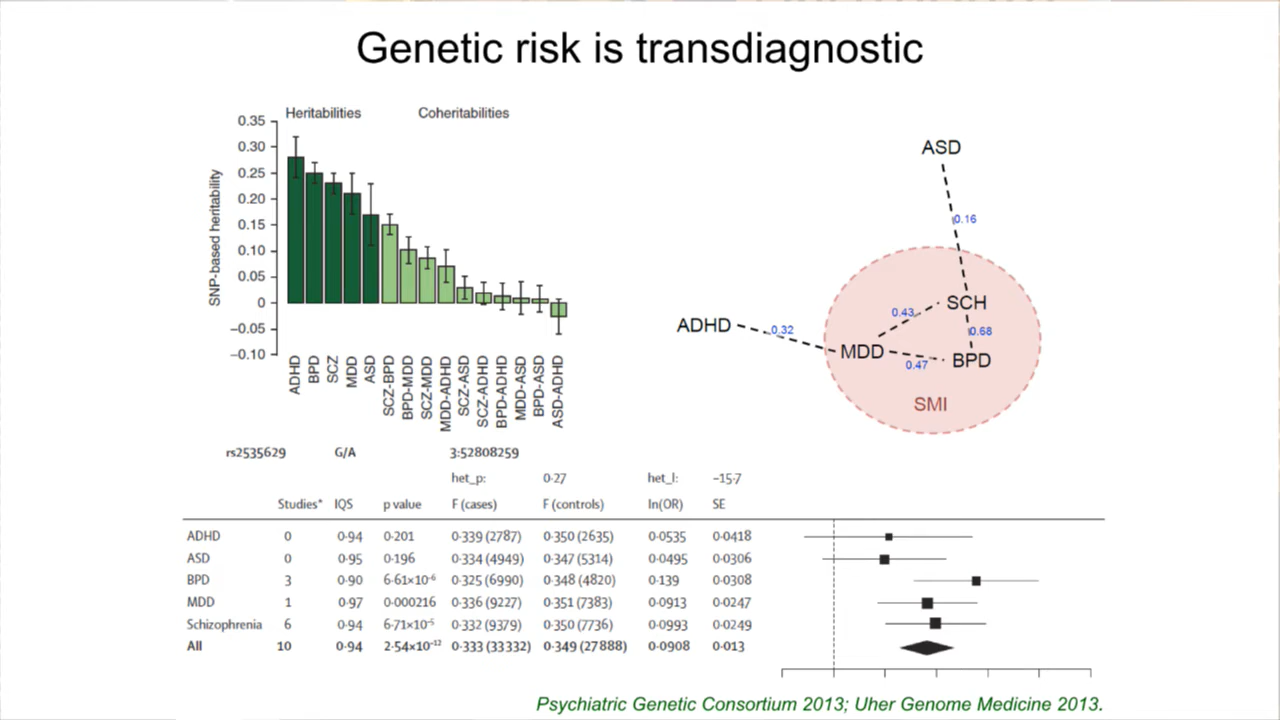 Genetic risk is transdiagnostic
Heritabilities Coheritabilities
SNP-based heritability
0.35
0.30
0.25
0.20
0.15
0.10
0.05
0
−0.05
−0.10
ADHD
BPD
SCZ
MDD
ASD
SCZ-BPD
BPD-MDD
SCZ-MDD
MDD-ADHD
SCZ-ASD
SCZ-ADHD
BPD-ADHD
MDD-ASD
BPD-ASD
ASD-ADHD
ASD
0.16
SCH
0.43
0.68
ADHD
0.32
MDD
0.47
BPD
SMI
rs2535629 G/A 3:52808259
het_p: 0·27 het_I: −15·7
Studies* IQS p value F (cases) F (controls) ln(OR) SE
ADHD 0 0·94 0·201 0·339 (2787) 0·350 (2635) 0·0535 0·0418
ASD 0 0·95 0·196 0·334 (4949) 0·347 (5314) 0·0495 0·0306
BPD 3 0·90 6·61×10⁻⁶ 0·325 (6990) 0·348 (4820) 0·139 0·0308
MDD 1 0·97 0·000216 0·336 (9227) 0·351 (7383) 0·0913 0·0247
Schizophrenia 6 0·94 6·71×10⁻⁵ 0·332 (9379) 0·350 (7736) 0·0993 0·0249
All 10 0·94 2·54×10⁻¹² 0·333 (33332) 0·349 (27888) 0·0908 0·013
Psychiatric Genetic Consortium 2013; Uher Genome Medicine 2013.